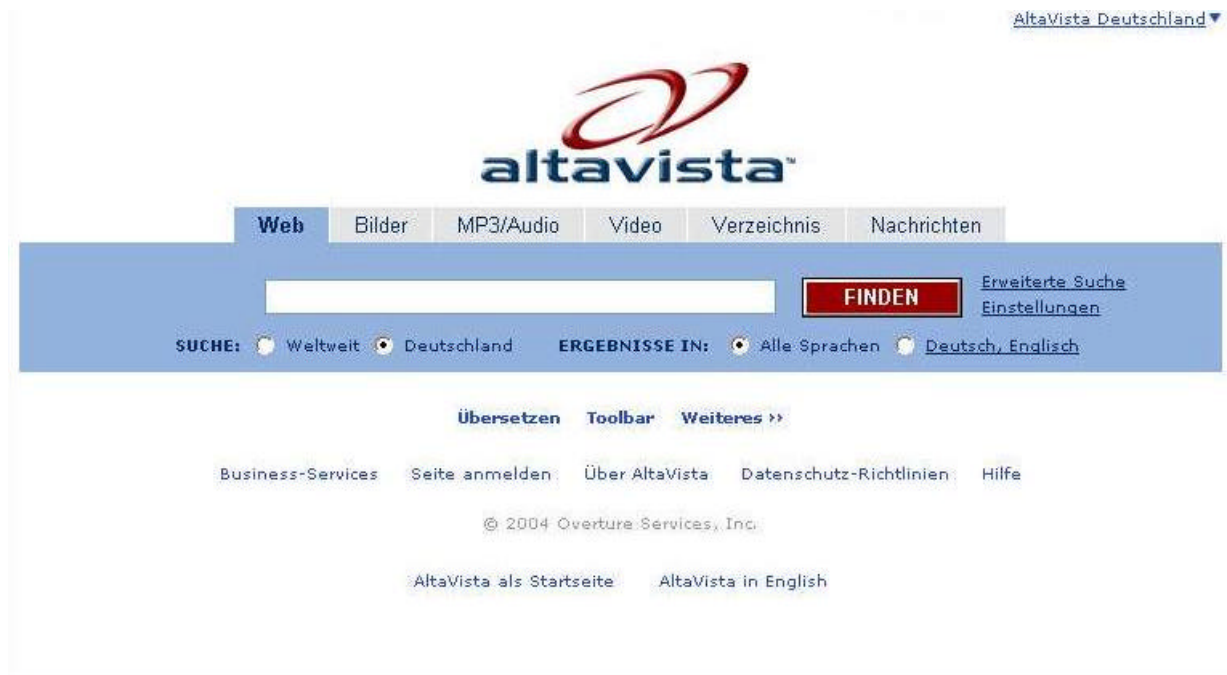 AltaVista Deutschland▼
altavista™
Web Bilder MP3/Audio Video Verzeichnis Nachrichten
FINDEN
Erweiterte Suche
Einstellungen
SUCHE: Weltweit Deutschland ERGEBNISSE IN: Alle Sprachen Deutsch, Englisch
Übersetzen Toolbar Weiteres ››
Business-Services Seite anmelden Über AltaVista Datenschutz-Richtlinien Hilfe
© 2004 Overture Services, Inc.
AltaVista als Startseite AltaVista in English